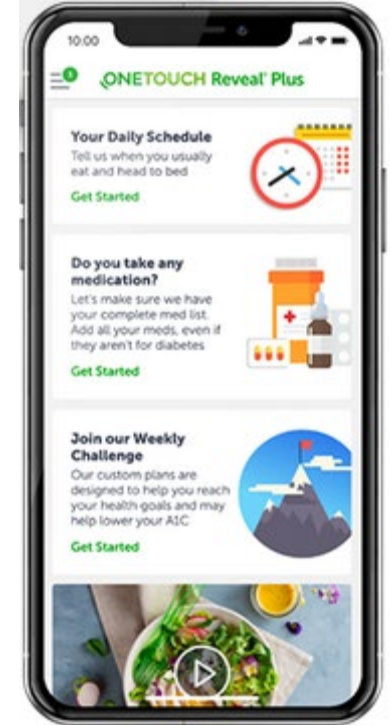 10:00
5
ONETOUCH Reveal® Plus
Your Daily Schedule
Tell us when you usually
eat and head to bed
Get Started
Do you take any
medication?
Let's make sure we have
your complete med list.
Add all your meds, even if
they aren't for diabetes
Get Started
Join our Weekly
Challenge
Our custom plans are
designed to help you reach
your health goals and may
help lower your A1C
Get Started